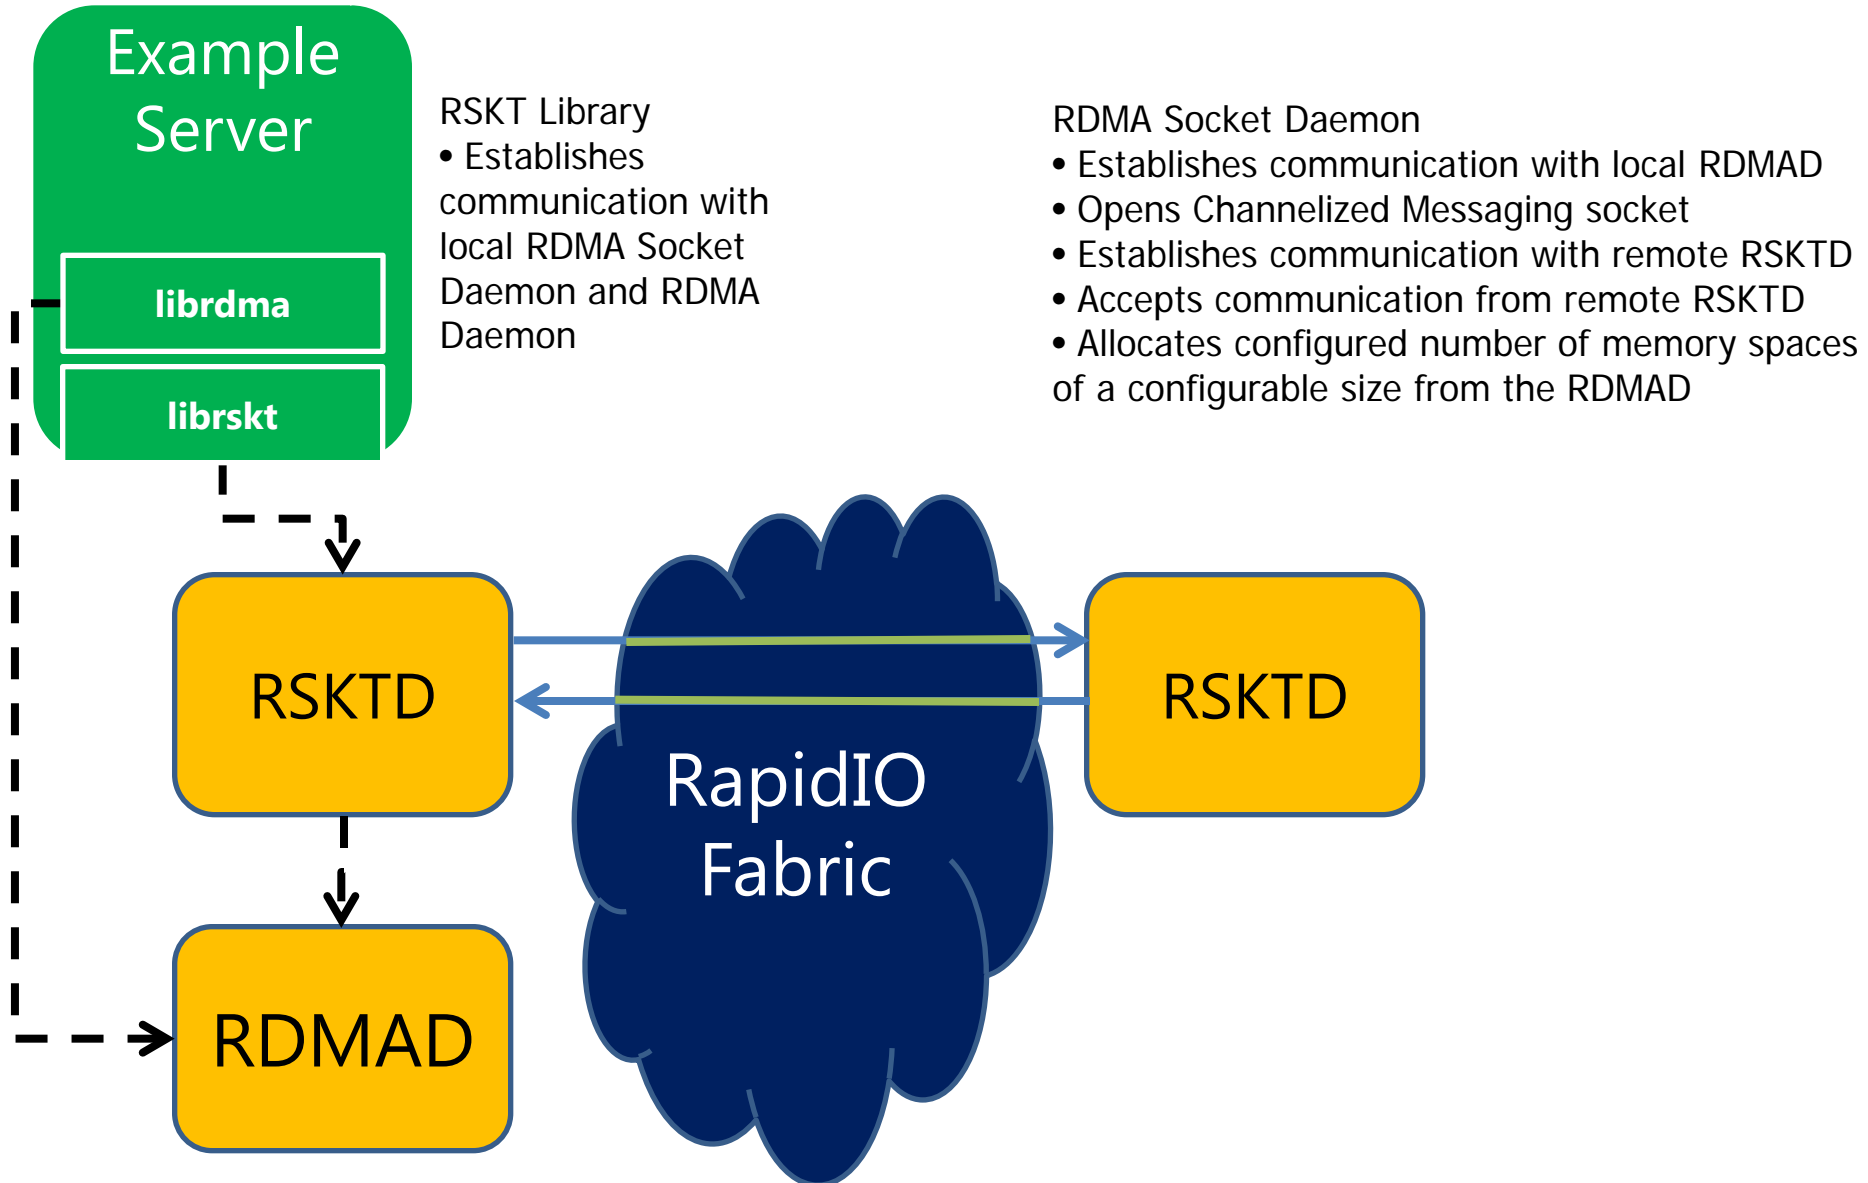 Example
Server
librdma
librskt
RSKT Library
• Establishes
communication with
local RDMA Socket
Daemon and RDMA
Daemon
RDMA Socket Daemon
• Establishes communication with local RDMAD
• Opens Channelized Messaging socket
• Establishes communication with remote RSKTD
• Accepts communication from remote RSKTD
• Allocates configured number of memory spaces
of a configurable size from the RDMAD
RSKTD
RapidIO
Fabric
RSKTD
RDMAD